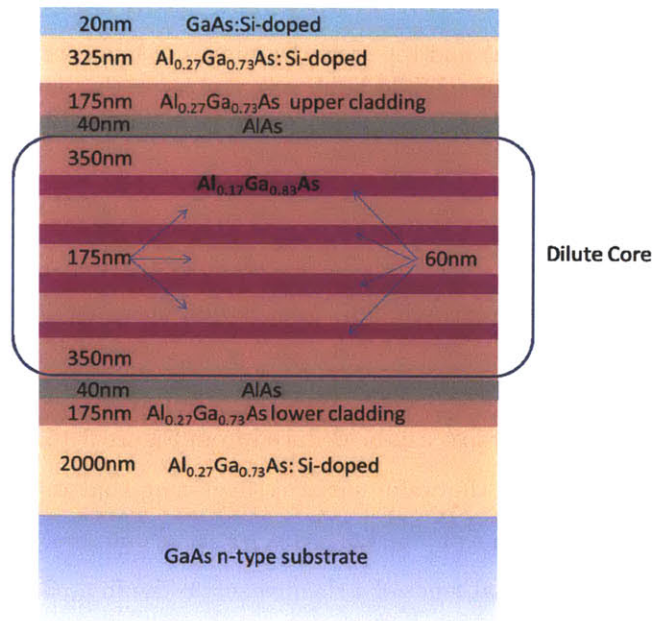 20nm GaAs:Si-doped
325nm Al₀.₂₇Ga₀.₇₃As: Si-doped
175nm Al₀.₂₇Ga₀.₇₃As upper cladding
40nm AlAs
350nm
Al₀.₁₇Ga₀.₈₃As
175nm 60nm Dilute Core
350nm
40nm AlAs
175nm Al₀.₂₇Ga₀.₇₃As lower cladding
2000nm Al₀.₂₇Ga₀.₇₃As: Si-doped
GaAs n-type substrate